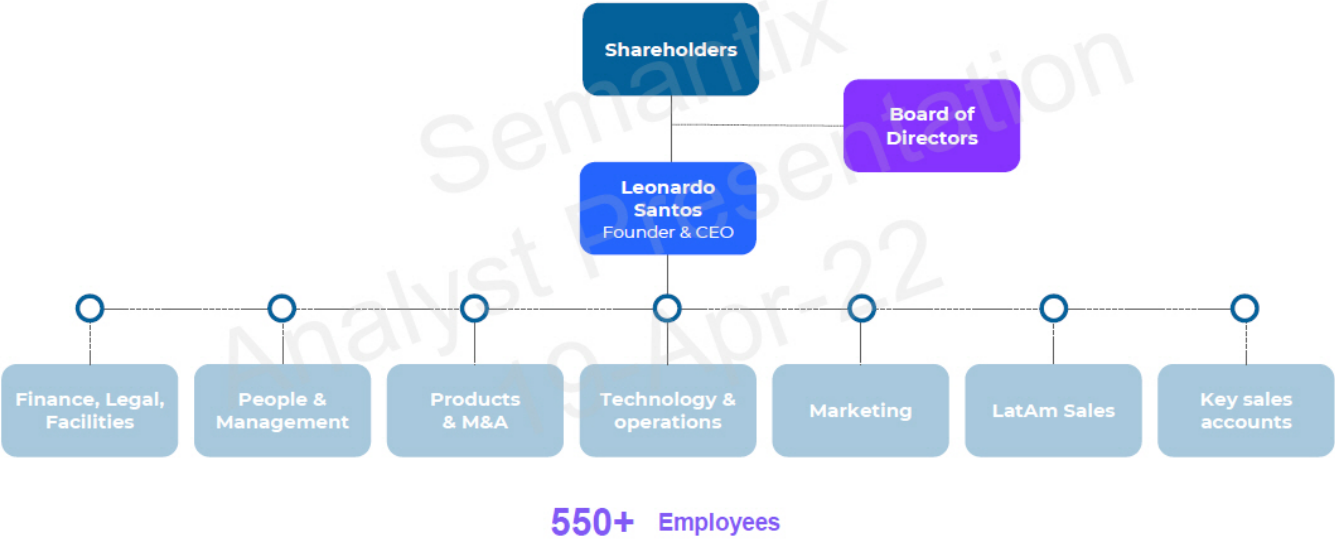 Shareholders
Board of
Directors
Leonardo
Santos
Founder & CEO
Finance, Legal,
Facilities
People &
Management
Products
& M&A
Technology &
operations
Marketing
LatAm Sales
Key sales
accounts
550+ Employees
Semantix
Analyst Presentation
19-Apr-22